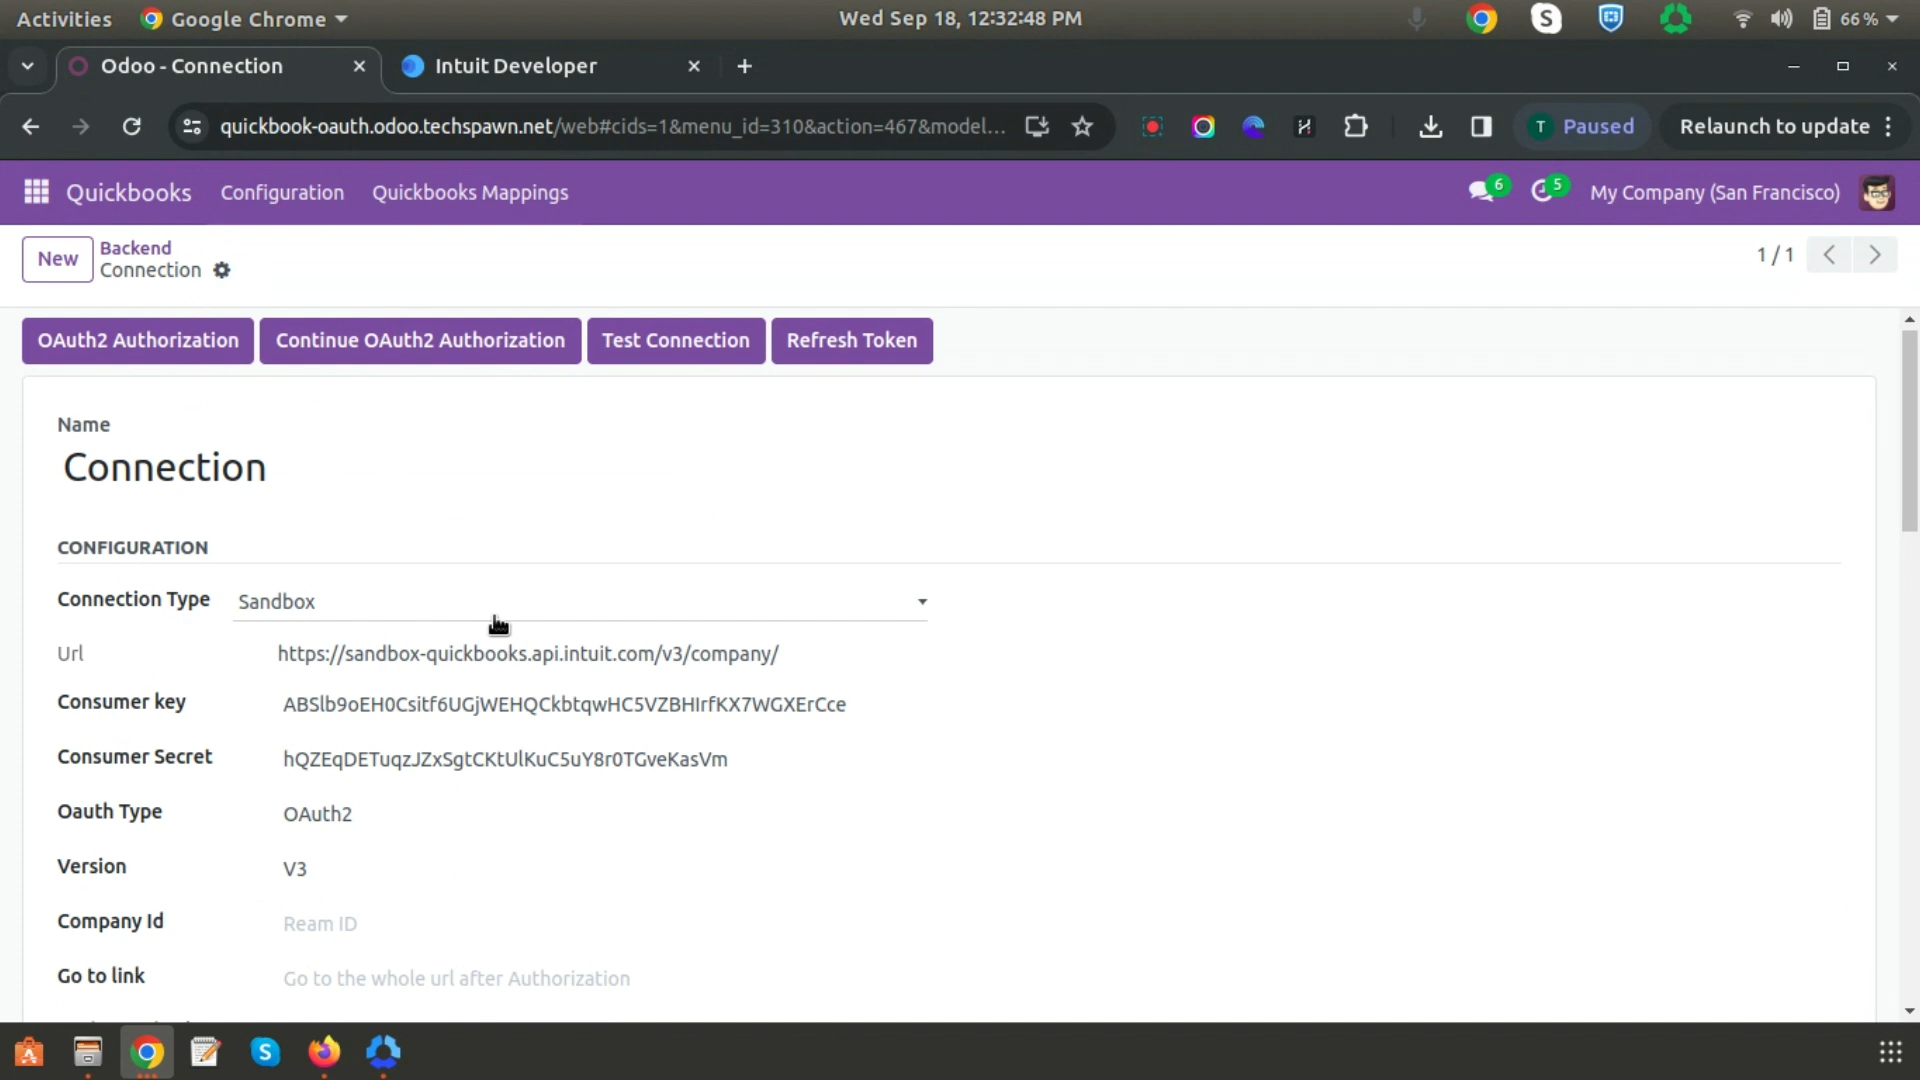 Activities
Google Chrome
Wed Sep 18, 12:32:48 PM
66 %
Odoo - Connection
Intuit Developer
quickbook-oauth.odoo.techspawn.net/web#cids=1&menu_id=310&action=467&model...
T Paused
Relaunch to update
Quickbooks
Configuration
Quickbooks Mappings
6
5
My Company (San Francisco)
New
Backend
Connection
1 / 1
OAuth2 Authorization
Continue OAuth2 Authorization
Test Connection
Refresh Token
Name
Connection
CONFIGURATION
Connection Type
Sandbox
Url
https://sandbox-quickbooks.api.intuit.com/v3/company/
Consumer key
ABSlb9oEH0Csitf6UGjWEHQCkbtqwHC5VZBHIrfKX7WGXErCce
Consumer Secret
hQZEqDETuqzJZxSgtCKtUlKuC5uY8r0TGveKasVm
Oauth Type
OAuth2
Version
V3
Company Id
Ream ID
Go to link
Go to the whole url after Authorization